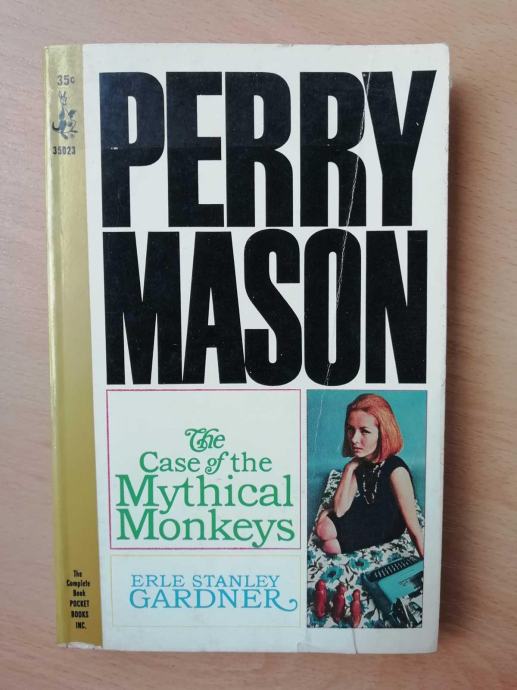 35¢
35023
PERRY
MASON
The
Case of the
Mythical
Monkeys
ERLE STANLEY
GARDNER
The
Complete
Book
POCKET
BOOKS
INC.